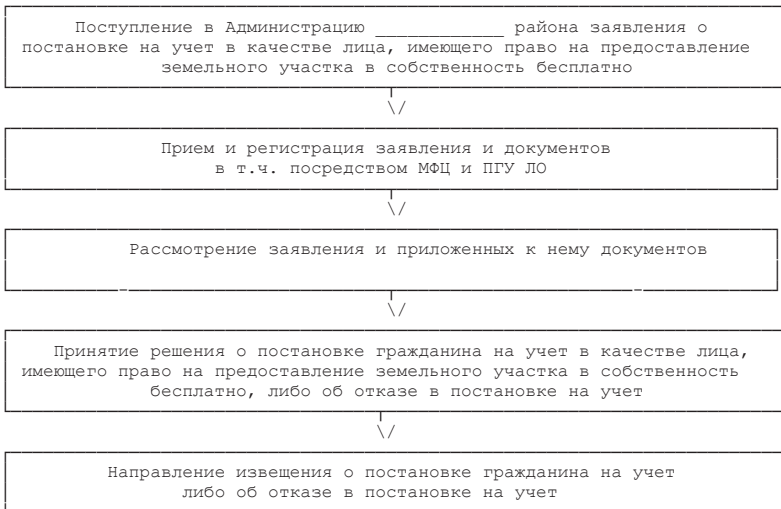 Поступление в Администрацию ____________ района заявления о
постановке на учет в качестве лица, имеющего право на предоставление
земельного участка в собственность бесплатно
Прием и регистрация заявления и документов
в т.ч. посредством МФЦ и ПГУ ЛО
Рассмотрение заявления и приложенных к нему документов
Принятие решения о постановке гражданина на учет в качестве лица,
имеющего право на предоставление земельного участка в собственность
бесплатно, либо об отказе в постановке на учет
Направление извещения о постановке гражданина на учет
либо об отказе в постановке на учет